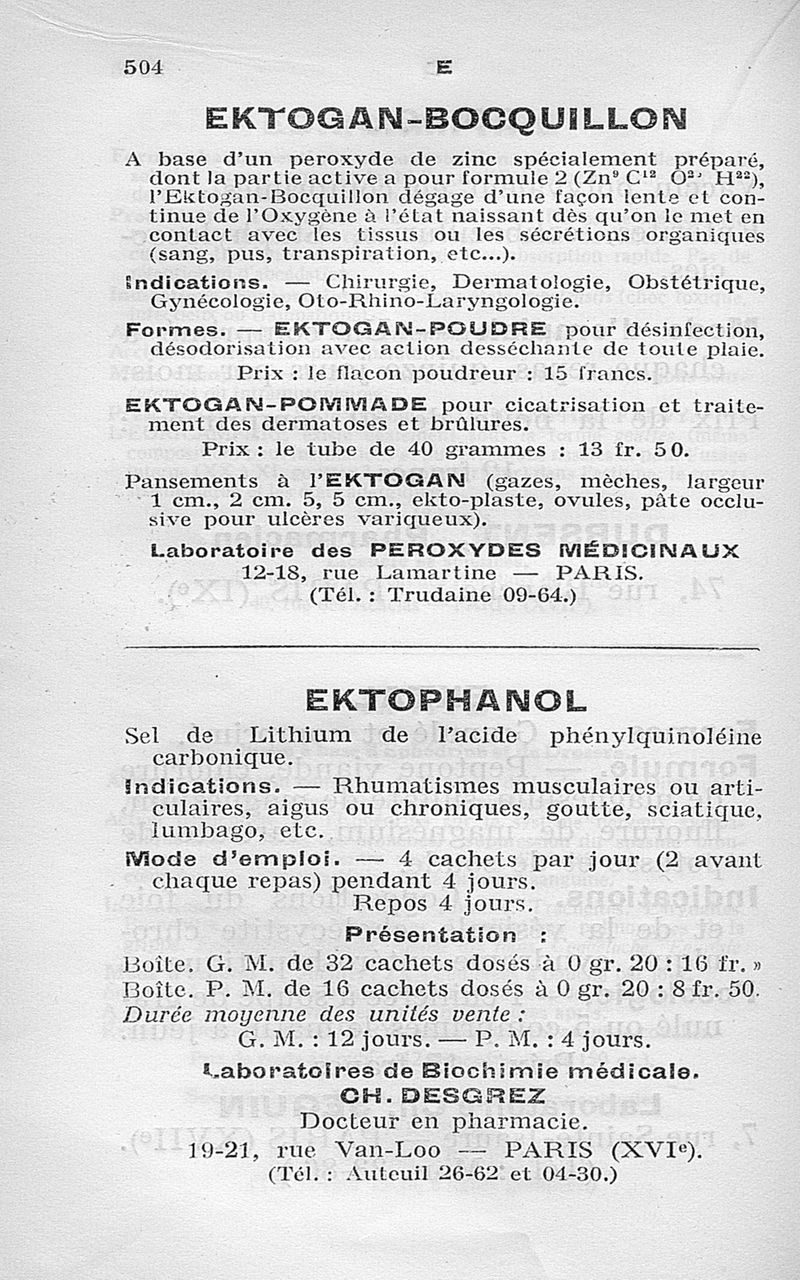 504
E
EKTOGAN-BOCQUILLON
A base d'un peroxyde de zinc spécialement préparé,
dont la partie active a pour formule 2 (Zn⁹ C¹² O²³ H²²),
l'Ektogan-Bocquillon dégage d'une façon lente et con-
tinue de l'Oxygène à l'état naissant dès qu'on le met en
contact avec les tissus ou les sécrétions organiques
(sang, pus, transpiration, etc...).
Indications. — Chirurgie, Dermatologie, Obstétrique,
Gynécologie, Oto-Rhino-Laryngologie.
Formes. — EKTOGAN-POUDRE pour désinfection,
désodorisation avec action desséchante de toute plaie.
Prix : le flacon poudreur : 15 francs.
EKTOGAN-POMMADE pour cicatrisation et traite-
ment des dermatoses et brûlures.
Prix : le tube de 40 grammes : 13 fr. 50.
Pansements à l'EKTOGAN (gazes, mèches, largeur
1 cm., 2 cm. 5, 5 cm., ekto-plaste, ovules, pâte occlu-
sive pour ulcères variqueux).
Laboratoire des PEROXYDES MÉDICINAUX
12-18, rue Lamartine — PARIS.
(Tél. : Trudaine 09-64.)
EKTOPHANOL
Sel de Lithium de l'acide phénylquinoléine
carbonique.
Indications. — Rhumatismes musculaires ou arti-
culaires, aigus ou chroniques, goutte, sciatique,
lumbago, etc.
Mode d'emploi. — 4 cachets par jour (2 avant
chaque repas) pendant 4 jours.
Repos 4 jours.
Présentation :
Boîte. G. M. de 32 cachets dosés à 0 gr. 20 : 16 fr. »
Boîte. P. M. de 16 cachets dosés à 0 gr. 20 : 8 fr. 50.
Durée moyenne des unités vente :
G. M. : 12 jours. — P. M. : 4 jours.
Laboratoires de Biochimie médicale.
CH. DESGREZ
Docteur en pharmacie.
19-21, rue Van-Loo — PARIS (XVIᵉ).
(Tél. : Auteuil 26-62 et 04-30.)